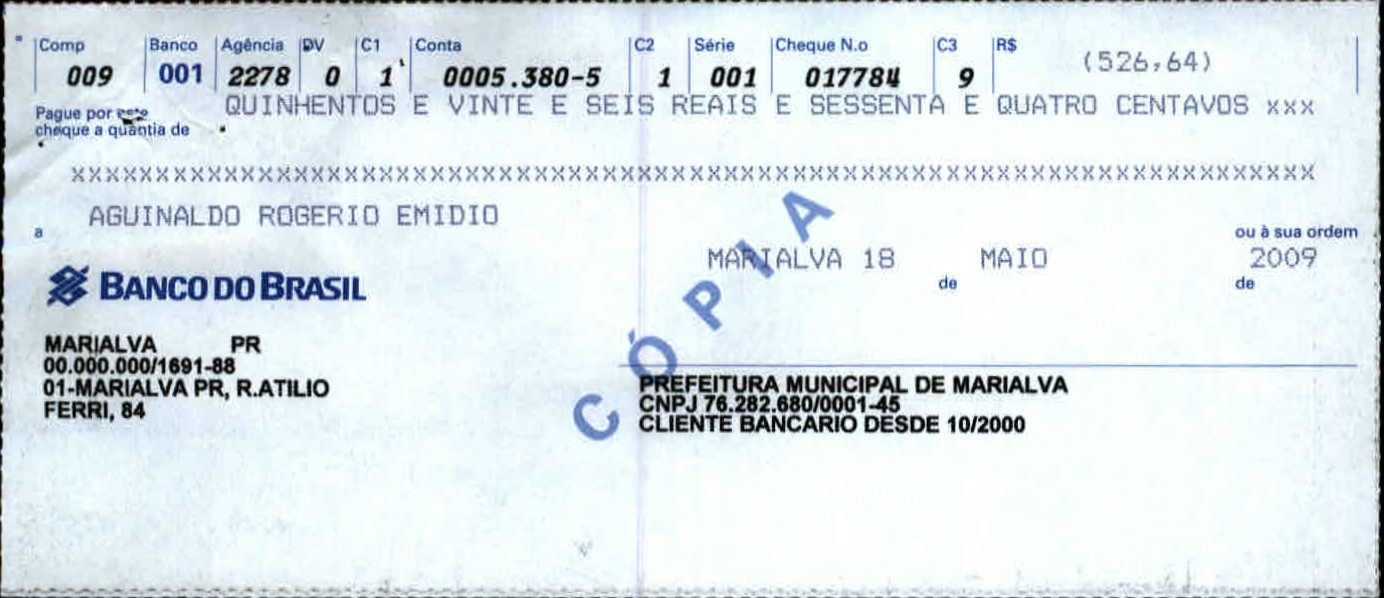 Comp Banco Agência DV C1 Conta C2 Série Cheque N.o C3 R$
009 001 2278 0 1 0005.380-5 1 001 017784 9 (526,64)
Pague por este QUINHENTOS E VINTE E SEIS REAIS E SESSENTA E QUATRO CENTAVOS xxx
cheque a quantia de
xxxxxxxxxxxxxxxxxxxxxxxxxxxxxxxxxxxxxxxxxxxxxxxxxxxxxxxxxxxxxxxxxxxxxxxxx
AGUINALDO ROGERIO EMIDIO
a ou à sua ordem
MARIALVA 18 de MAIO de 2009
BANCO DO BRASIL
CÓPIA
MARIALVA PR
00.000.000/1691-88
01-MARIALVA PR, R.ATILIO
FERRI, 84
PREFEITURA MUNICIPAL DE MARIALVA
CNPJ 76.282.680/0001-45
CLIENTE BANCARIO DESDE 10/2000